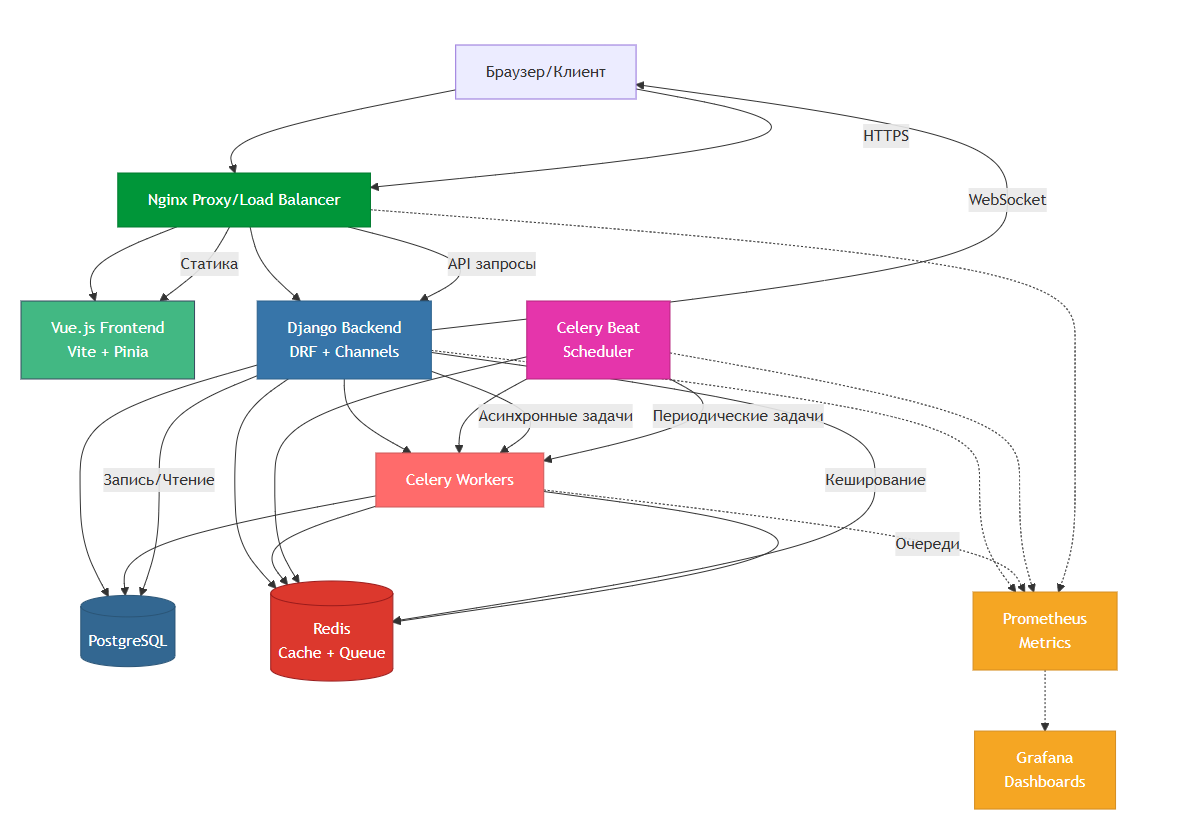 Браузер/Клиент
HTTPS
Nginx Proxy/Load Balancer
WebSocket
Статика
API запросы
Vue.js Frontend
Vite + Pinia
Django Backend
DRF + Channels
Celery Beat
Scheduler
Асинхронные задачи
Периодические задачи
Celery Workers
Запись/Чтение
Кеширование
Очереди
PostgreSQL
Redis
Cache + Queue
Prometheus
Metrics
Grafana
Dashboards